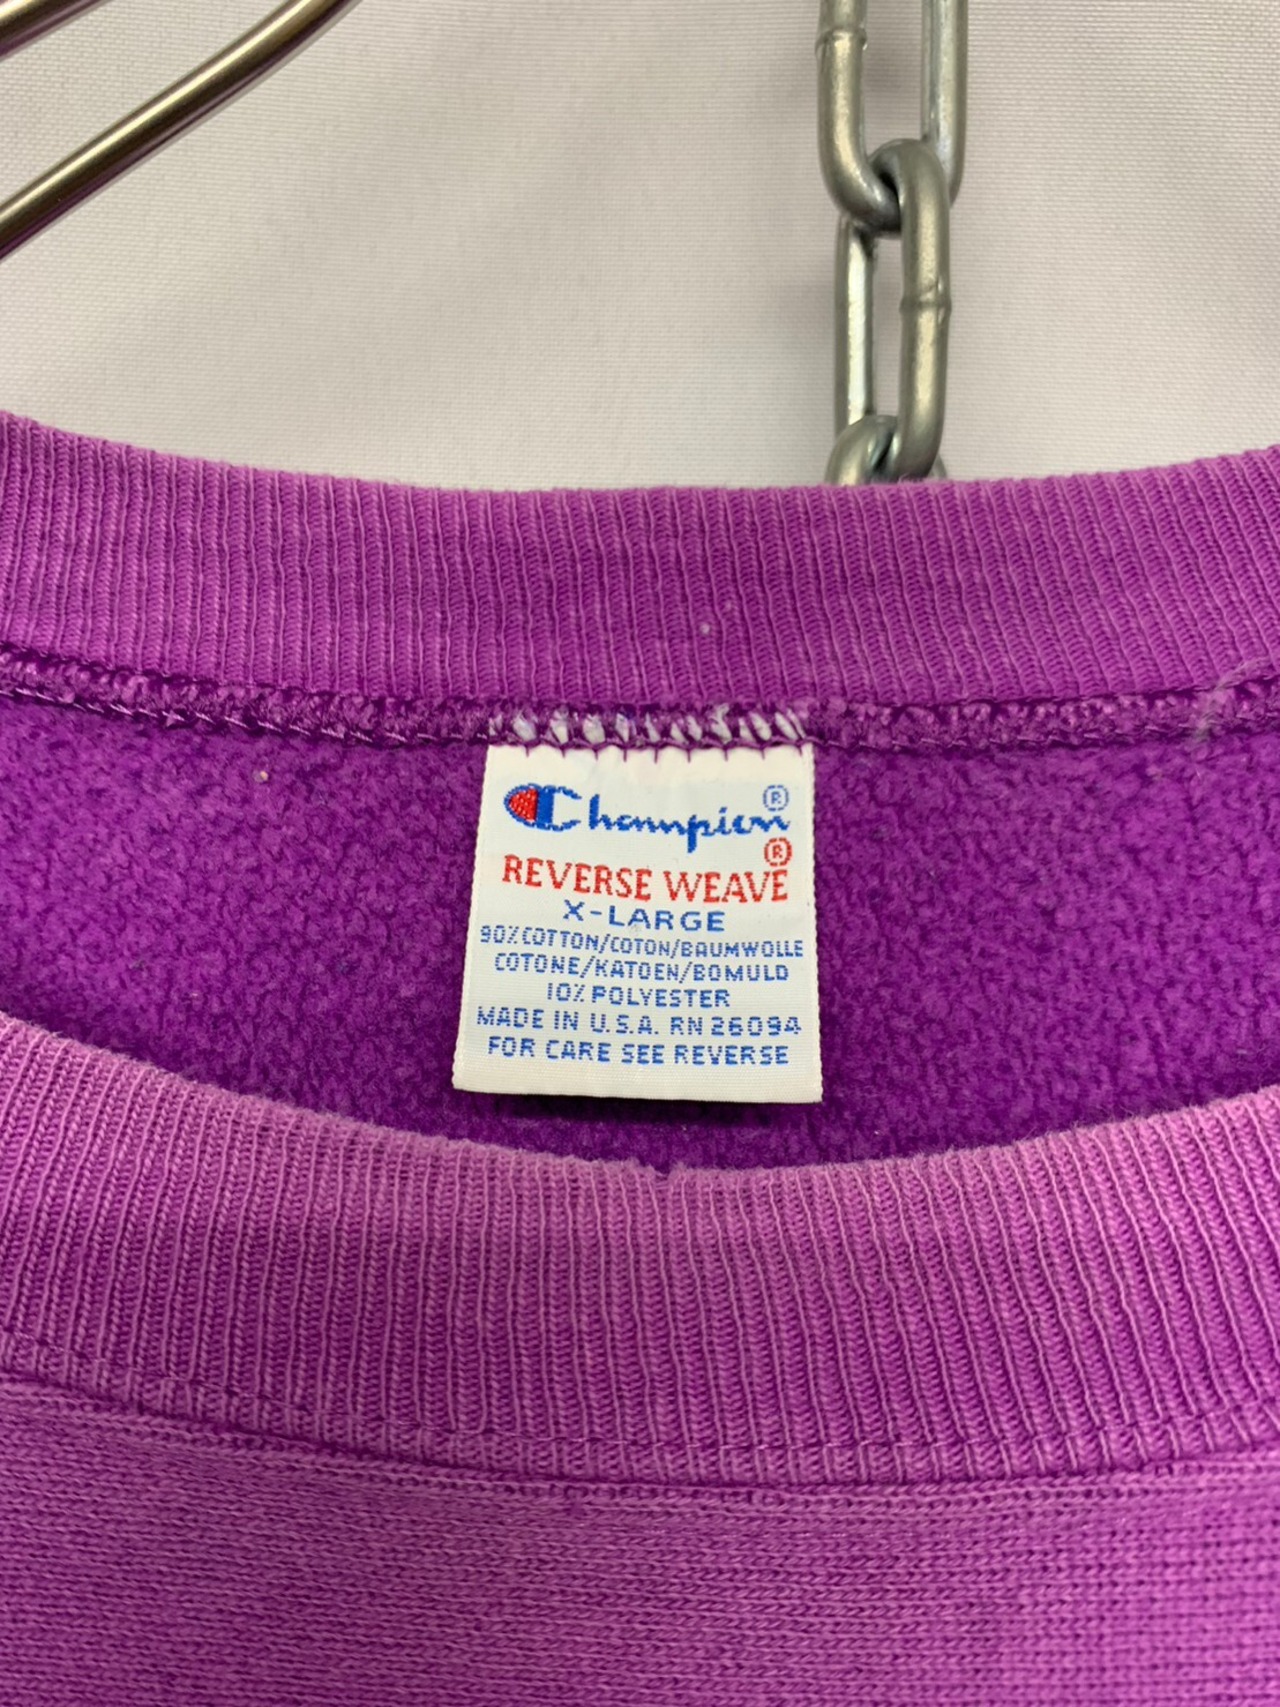 Champion®
REVERSE WEAVE®
X-LARGE
90% COTTON/COTON/BAUMWOLLE
COTONE/KATOEN/BOMULD
10% POLYESTER
MADE IN U.S.A. RN 26094
FOR CARE SEE REVERSE